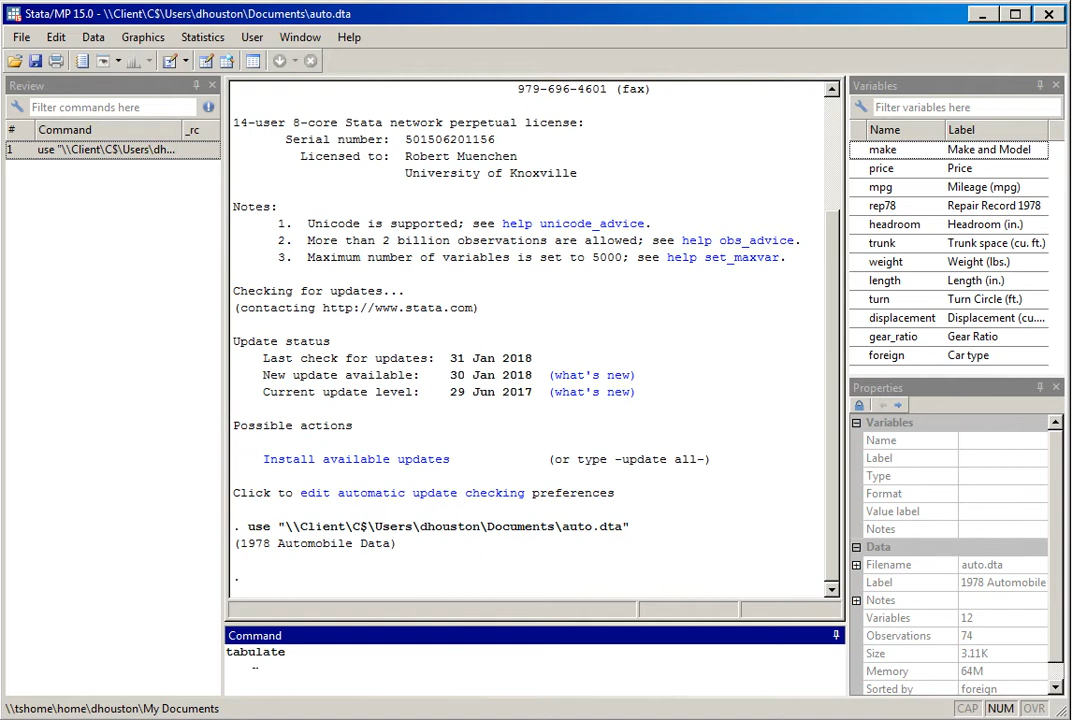 Stata/MP 15.0 - \\Client\C$\Users\dhouston\Documents\auto.dta
File Edit Data Graphics Statistics User Window Help
Review
Filter commands here
# Command _rc
1 use "\\Client\C$\Users\dh...
979-696-4601 (fax)
14-user 8-core Stata network perpetual license:
Serial number: 501506201156
Licensed to: Robert Muenchen
University of Knoxville
Notes:
1. Unicode is supported; see help unicode_advice.
2. More than 2 billion observations are allowed; see help obs_advice.
3. Maximum number of variables is set to 5000; see help set_maxvar.
Checking for updates...
(contacting http://www.stata.com)
Update status
Last check for updates: 31 Jan 2018
New update available: 30 Jan 2018 (what's new)
Current update level: 29 Jun 2017 (what's new)
Possible actions
Install available updates (or type -update all-)
Click to edit automatic update checking preferences
. use "\\Client\C$\Users\dhouston\Documents\auto.dta"
(1978 Automobile Data)
.
Command
tabulate
Variables
Filter variables here
Name Label
make Make and Model
price Price
mpg Mileage (mpg)
rep78 Repair Record 1978
headroom Headroom (in.)
trunk Trunk space (cu. ft.)
weight Weight (lbs.)
length Length (in.)
turn Turn Circle (ft.)
displacement Displacement (cu....
gear_ratio Gear Ratio
foreign Car type
Properties
Variables
Name
Label
Type
Format
Value label
Notes
Data
Filename auto.dta
Label 1978 Automobile
Notes
Variables 12
Observations 74
Size 3.11K
Memory 64M
Sorted by foreign
\\tshome\home\dhouston\My Documents
CAP NUM OVR